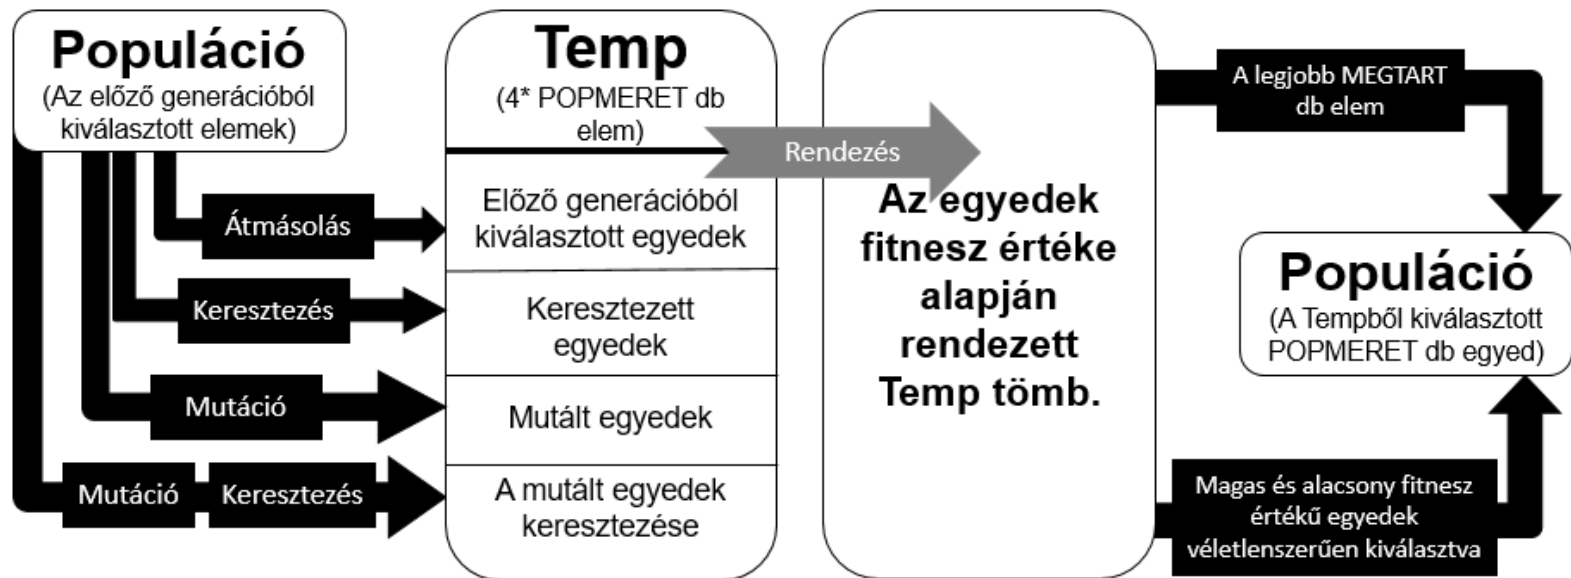 Populáció
(Az előző generációból
kiválasztott elemek)
Átmásolás
Keresztezés
Mutáció
Mutáció
Keresztezés
Temp
(4* POPMERET db
elem)
Előző generációból
kiválasztott egyedek
Keresztezett
egyedek
Mutált egyedek
A mutált egyedek
keresztezése
Rendezés
Az egyedek
fitnesz értéke
alapján
rendezett
Temp tömb.
A legjobb MEGTART
db elem
Populáció
(A Tempből kiválasztott
POPMERET db egyed)
Magas és alacsony fitnesz
értékű egyedek
véletlenszerűen kiválasztva